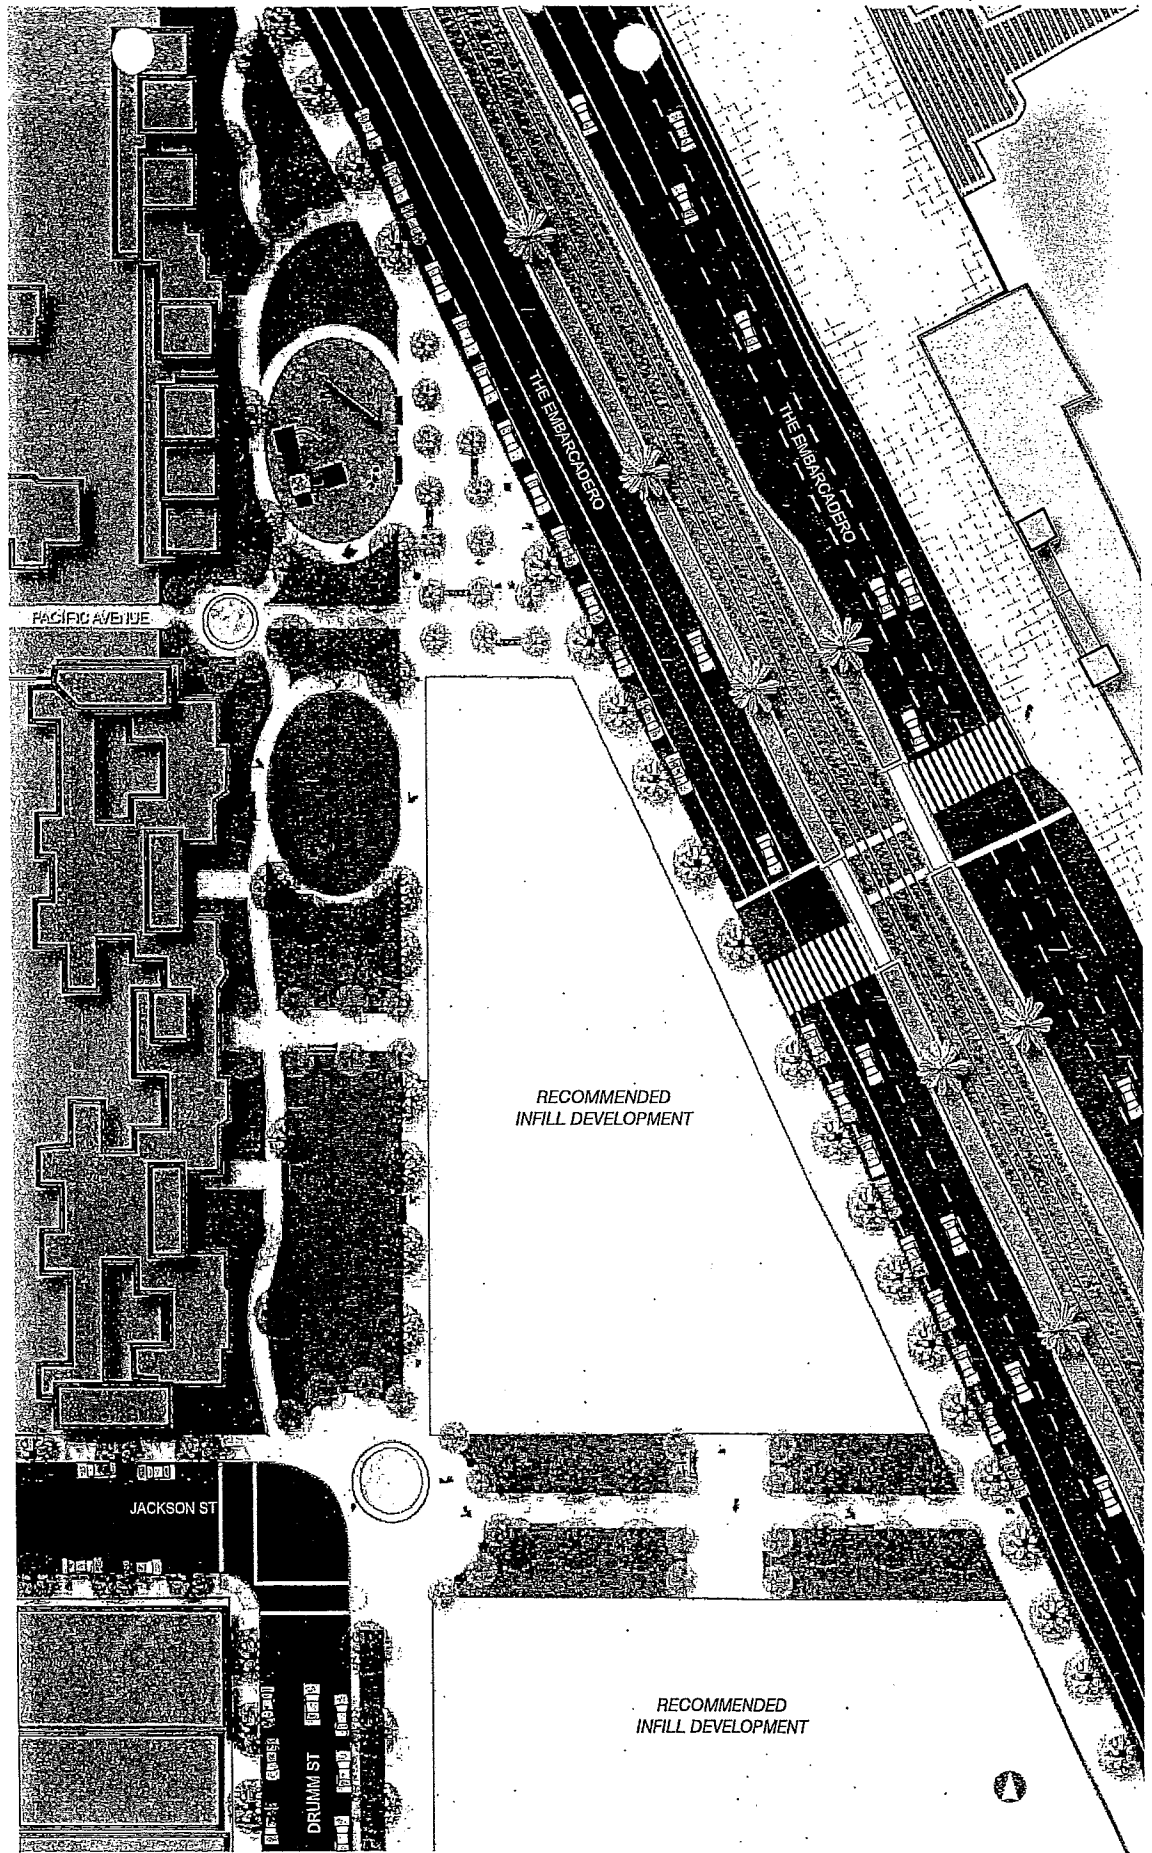 THE EMBARCADERO
THE EMBARCADERO
PACIFIC AVENUE
RECOMMENDED
INFILL DEVELOPMENT
JACKSON ST
RECOMMENDED
INFILL DEVELOPMENT
DRUMM ST